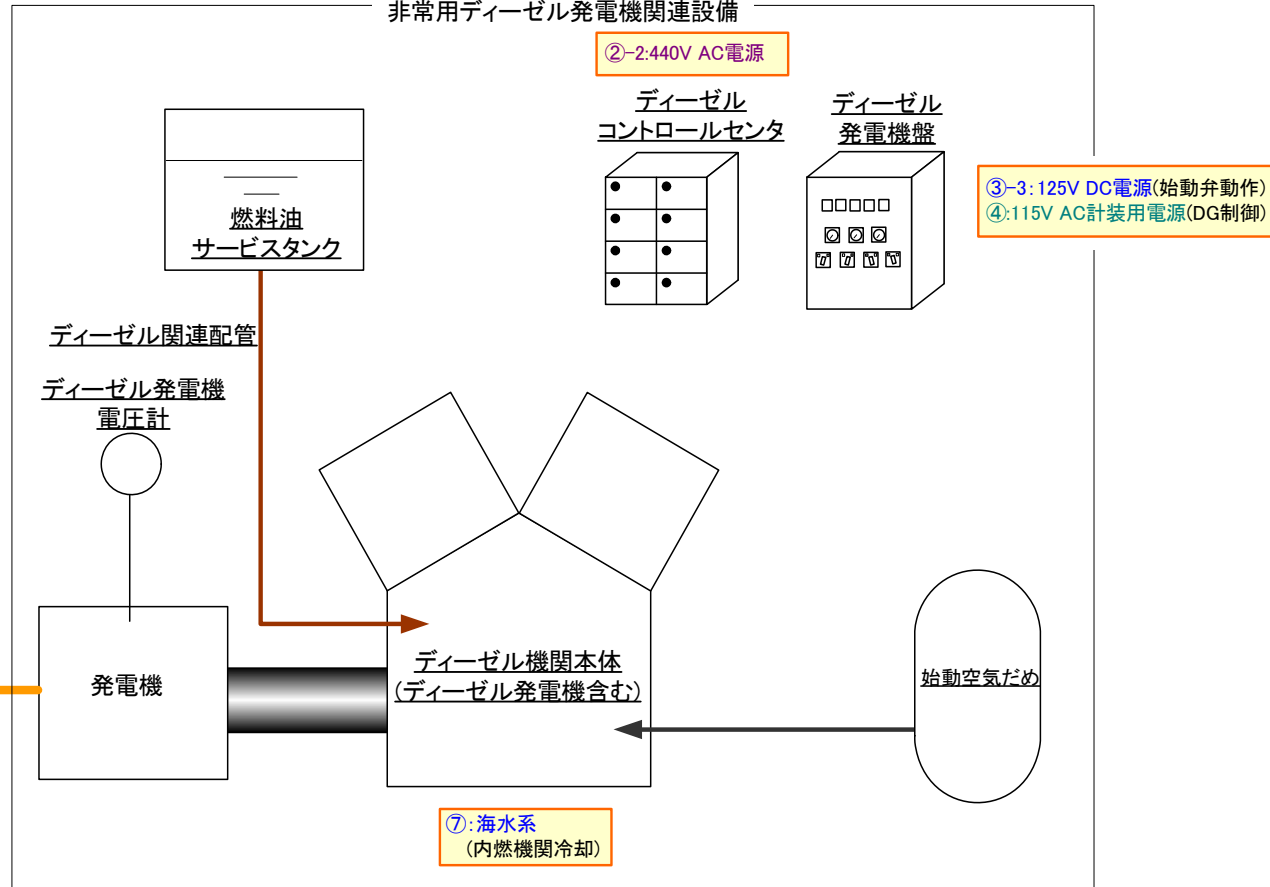 非常用ディーゼル発電機関連設備
②-2:440V AC電源
ディーゼル
コントロールセンタ
ディーゼル
発電機盤
③-3:125V DC電源(始動弁動作)
④:115V AC計装用電源(DG制御)
燃料油
サービスタンク
ディーゼル関連配管
ディーゼル発電機
電圧計
発電機
ディーゼル機関本体
(ディーゼル発電機含む)
始動空気だめ
⑦:海水系
(内燃機関冷却)